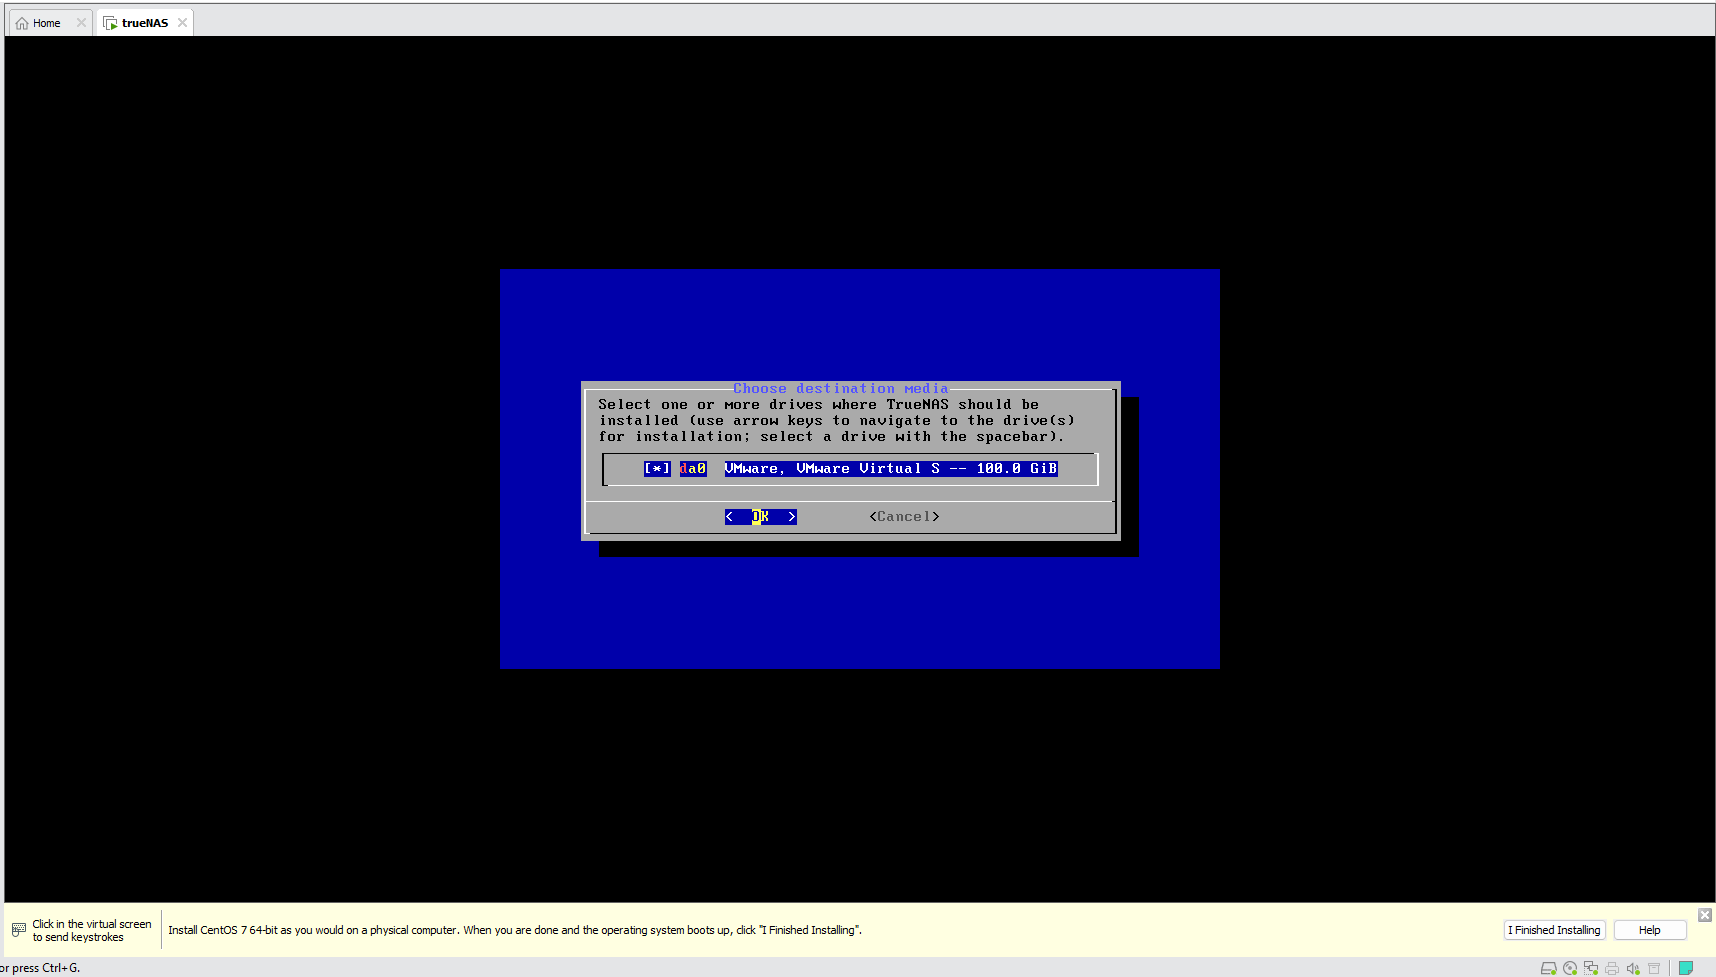 Home
trueNAS
Choose destination media
Select one or more drives where TrueNAS should be
installed (use arrow keys to navigate to the drive(s)
for installation; select a drive with the spacebar).
[*] da0 VMware, VMware Virtual S -- 100.0 GiB
< OK > <Cancel>
Click in the virtual screen
to send keystrokes
Install CentOS 7 64-bit as you would on a physical computer. When you are done and the operating system boots up, click "I Finished Installing".
I Finished Installing
Help
or press Ctrl+G.